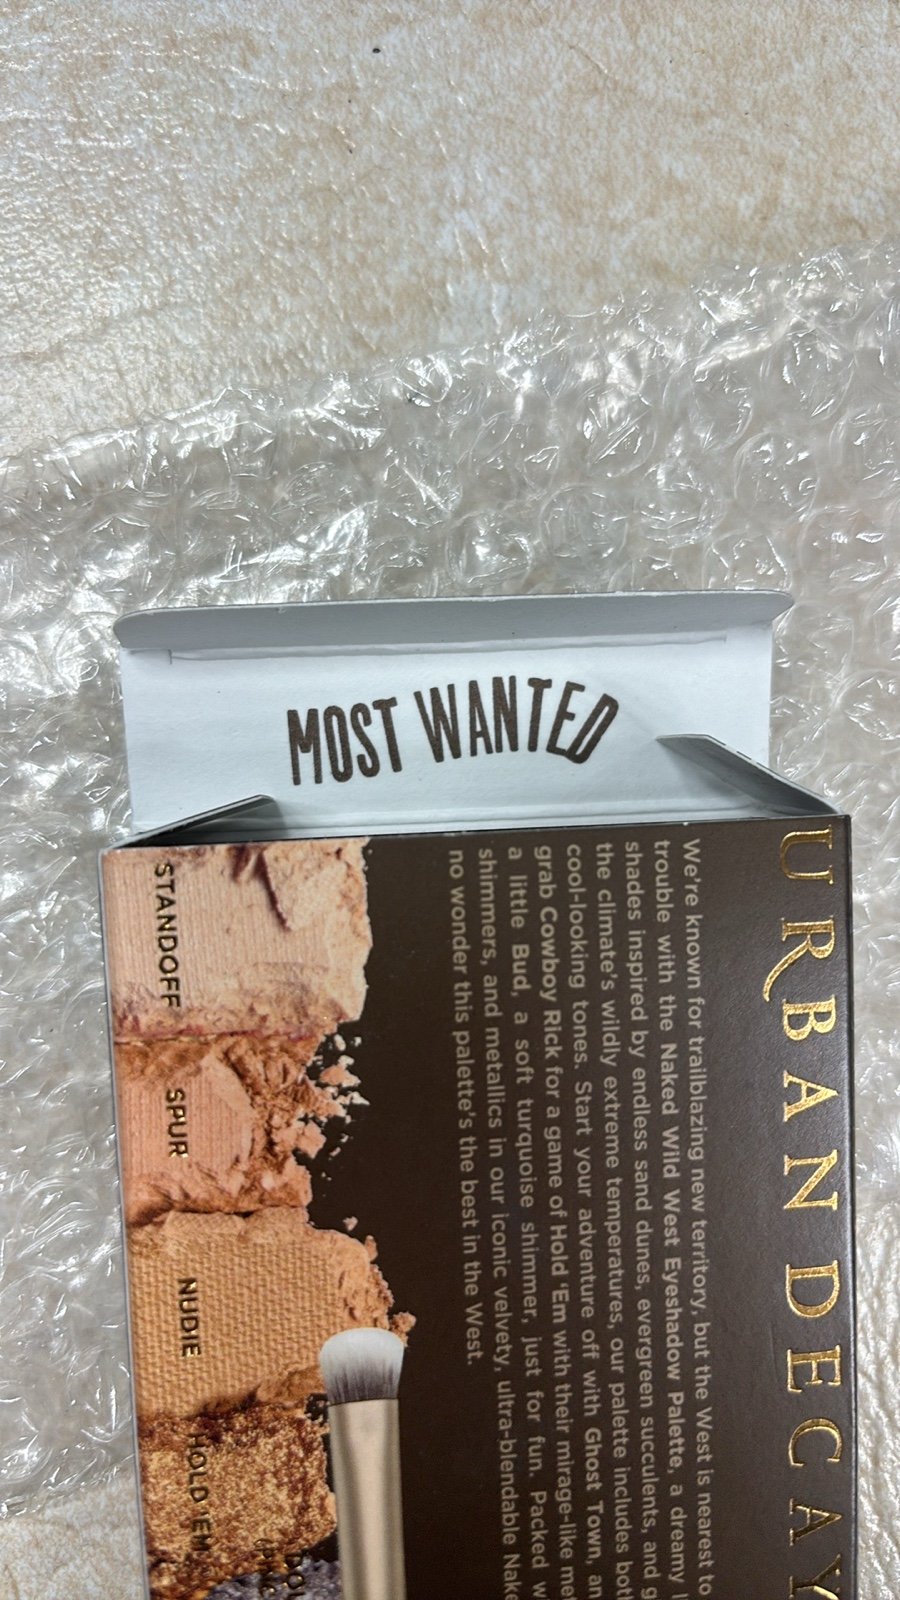 MOST WANTED
URBAN DECAY
We're known for trailblazing new territory, but the West is nearest to
trouble with the Naked Wild West Eyeshadow Palette, a dreamy
shades inspired by endless sand dunes, evergreen succulents, and
the climate's wildly extreme temperatures, our palette includes both
cool-looking tones. Start your adventure off with Ghost Town,
grab Cowboy Rick for a game of Hold 'Em with their mirage-like
a little Bud, a soft turquoise shimmer, just for fun. Packed
shimmers, and metallics in our iconic velvety, ultra-blendable
no wonder this palette's the best in the West.
STANDOFF
SPUR
NUDIE
HOLD 'EM